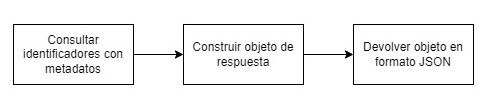 Consultar
identificadores con
metadatos
Construir objeto de
respuesta
Devolver objeto en
formato JSON